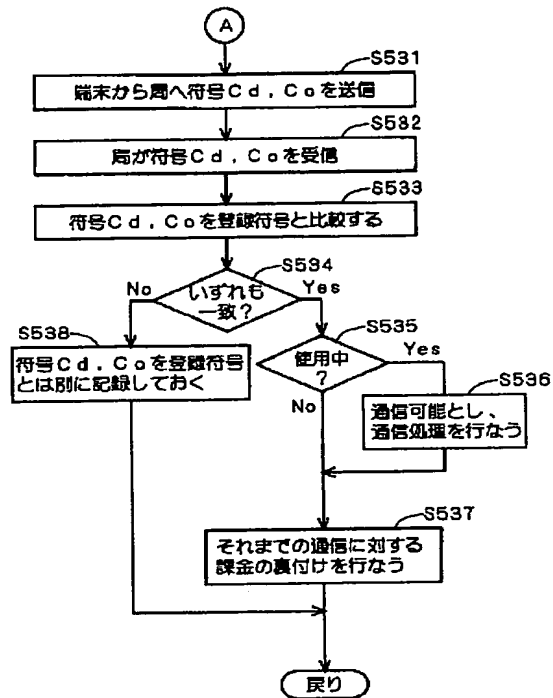 A
S531
端末から局へ符号Cd，Coを送信
S532
局が符号Cd，Coを受信
S533
符号Cd，Coを登録符号と比較する
S534
いずれも
一致？
No
Yes
S535
使用中
？
Yes
No
S536
通信可能とし、
通信処理を行なう
S538
符号Cd，Coを登録符号
とは別に記録しておく
S537
それまでの通信に対する
課金の裏付けを行なう
戻り